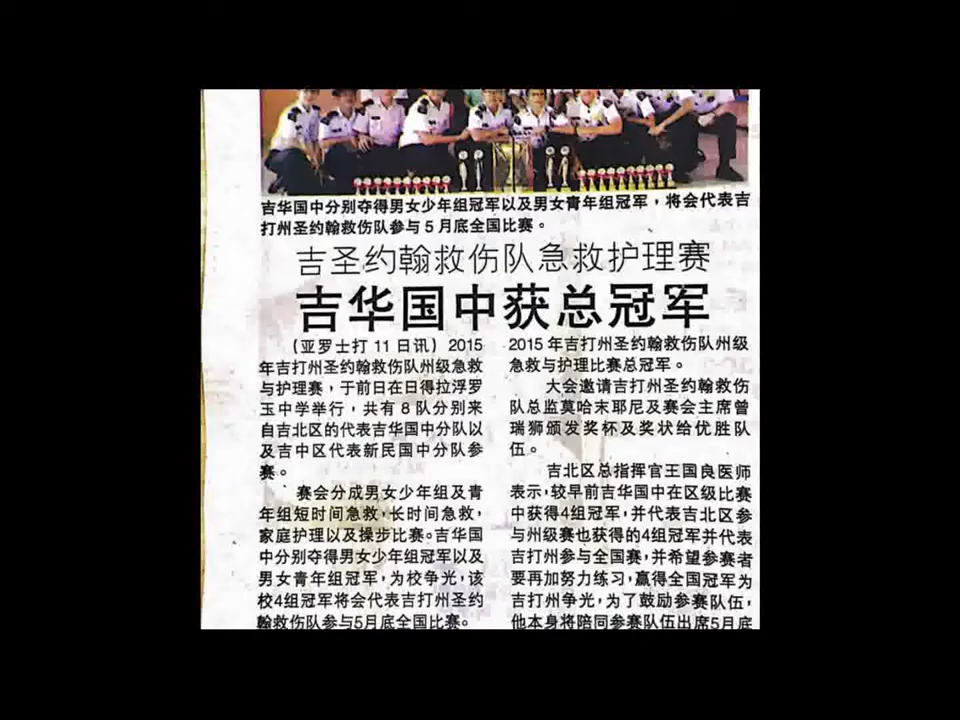 吉华国中分别夺得男女少年组冠军以及男女青年组冠军，将会代表吉
打州圣约翰救伤队参与5月底全国比赛。
吉圣约翰救伤队急救护理赛
吉华国中获总冠军
（亚罗士打11日讯）2015
年吉打州圣约翰救伤队州级急救
与护理赛，于前日在日得拉浮罗
玉中学举行，共有8队分别来
自吉北区的代表吉华国中分队以
及吉中区代表新民国中分队参
赛。
赛会分成男女少年组及青
年组短时间急救，长时间急救，
家庭护理以及操步比赛。吉华国
中分别夺得男女少年组冠军以及
男女青年组冠军，为校争光，该
校4组冠军将会代表吉打州圣约
翰救伤队参与5月底全国比赛。
2015年吉打州圣约翰救伤队州级
急救与护理比赛总冠军。
大会邀请吉打州圣约翰救伤
队总监莫哈末耶尼及赛会主席曾
瑞狮颁发奖杯及奖状给优胜队
伍。
吉北区总指挥官王国良医师
表示，较早前吉华国中在区级比赛
中获得4组冠军，并代表吉北区参
与州级赛也获得的4组冠军并代表
吉打州参与全国赛，并希望参赛者
要再加努力练习，赢得全国冠军为
吉打州争光，为了鼓励参赛队伍，
他本身将陪同参赛队伍出席5月底